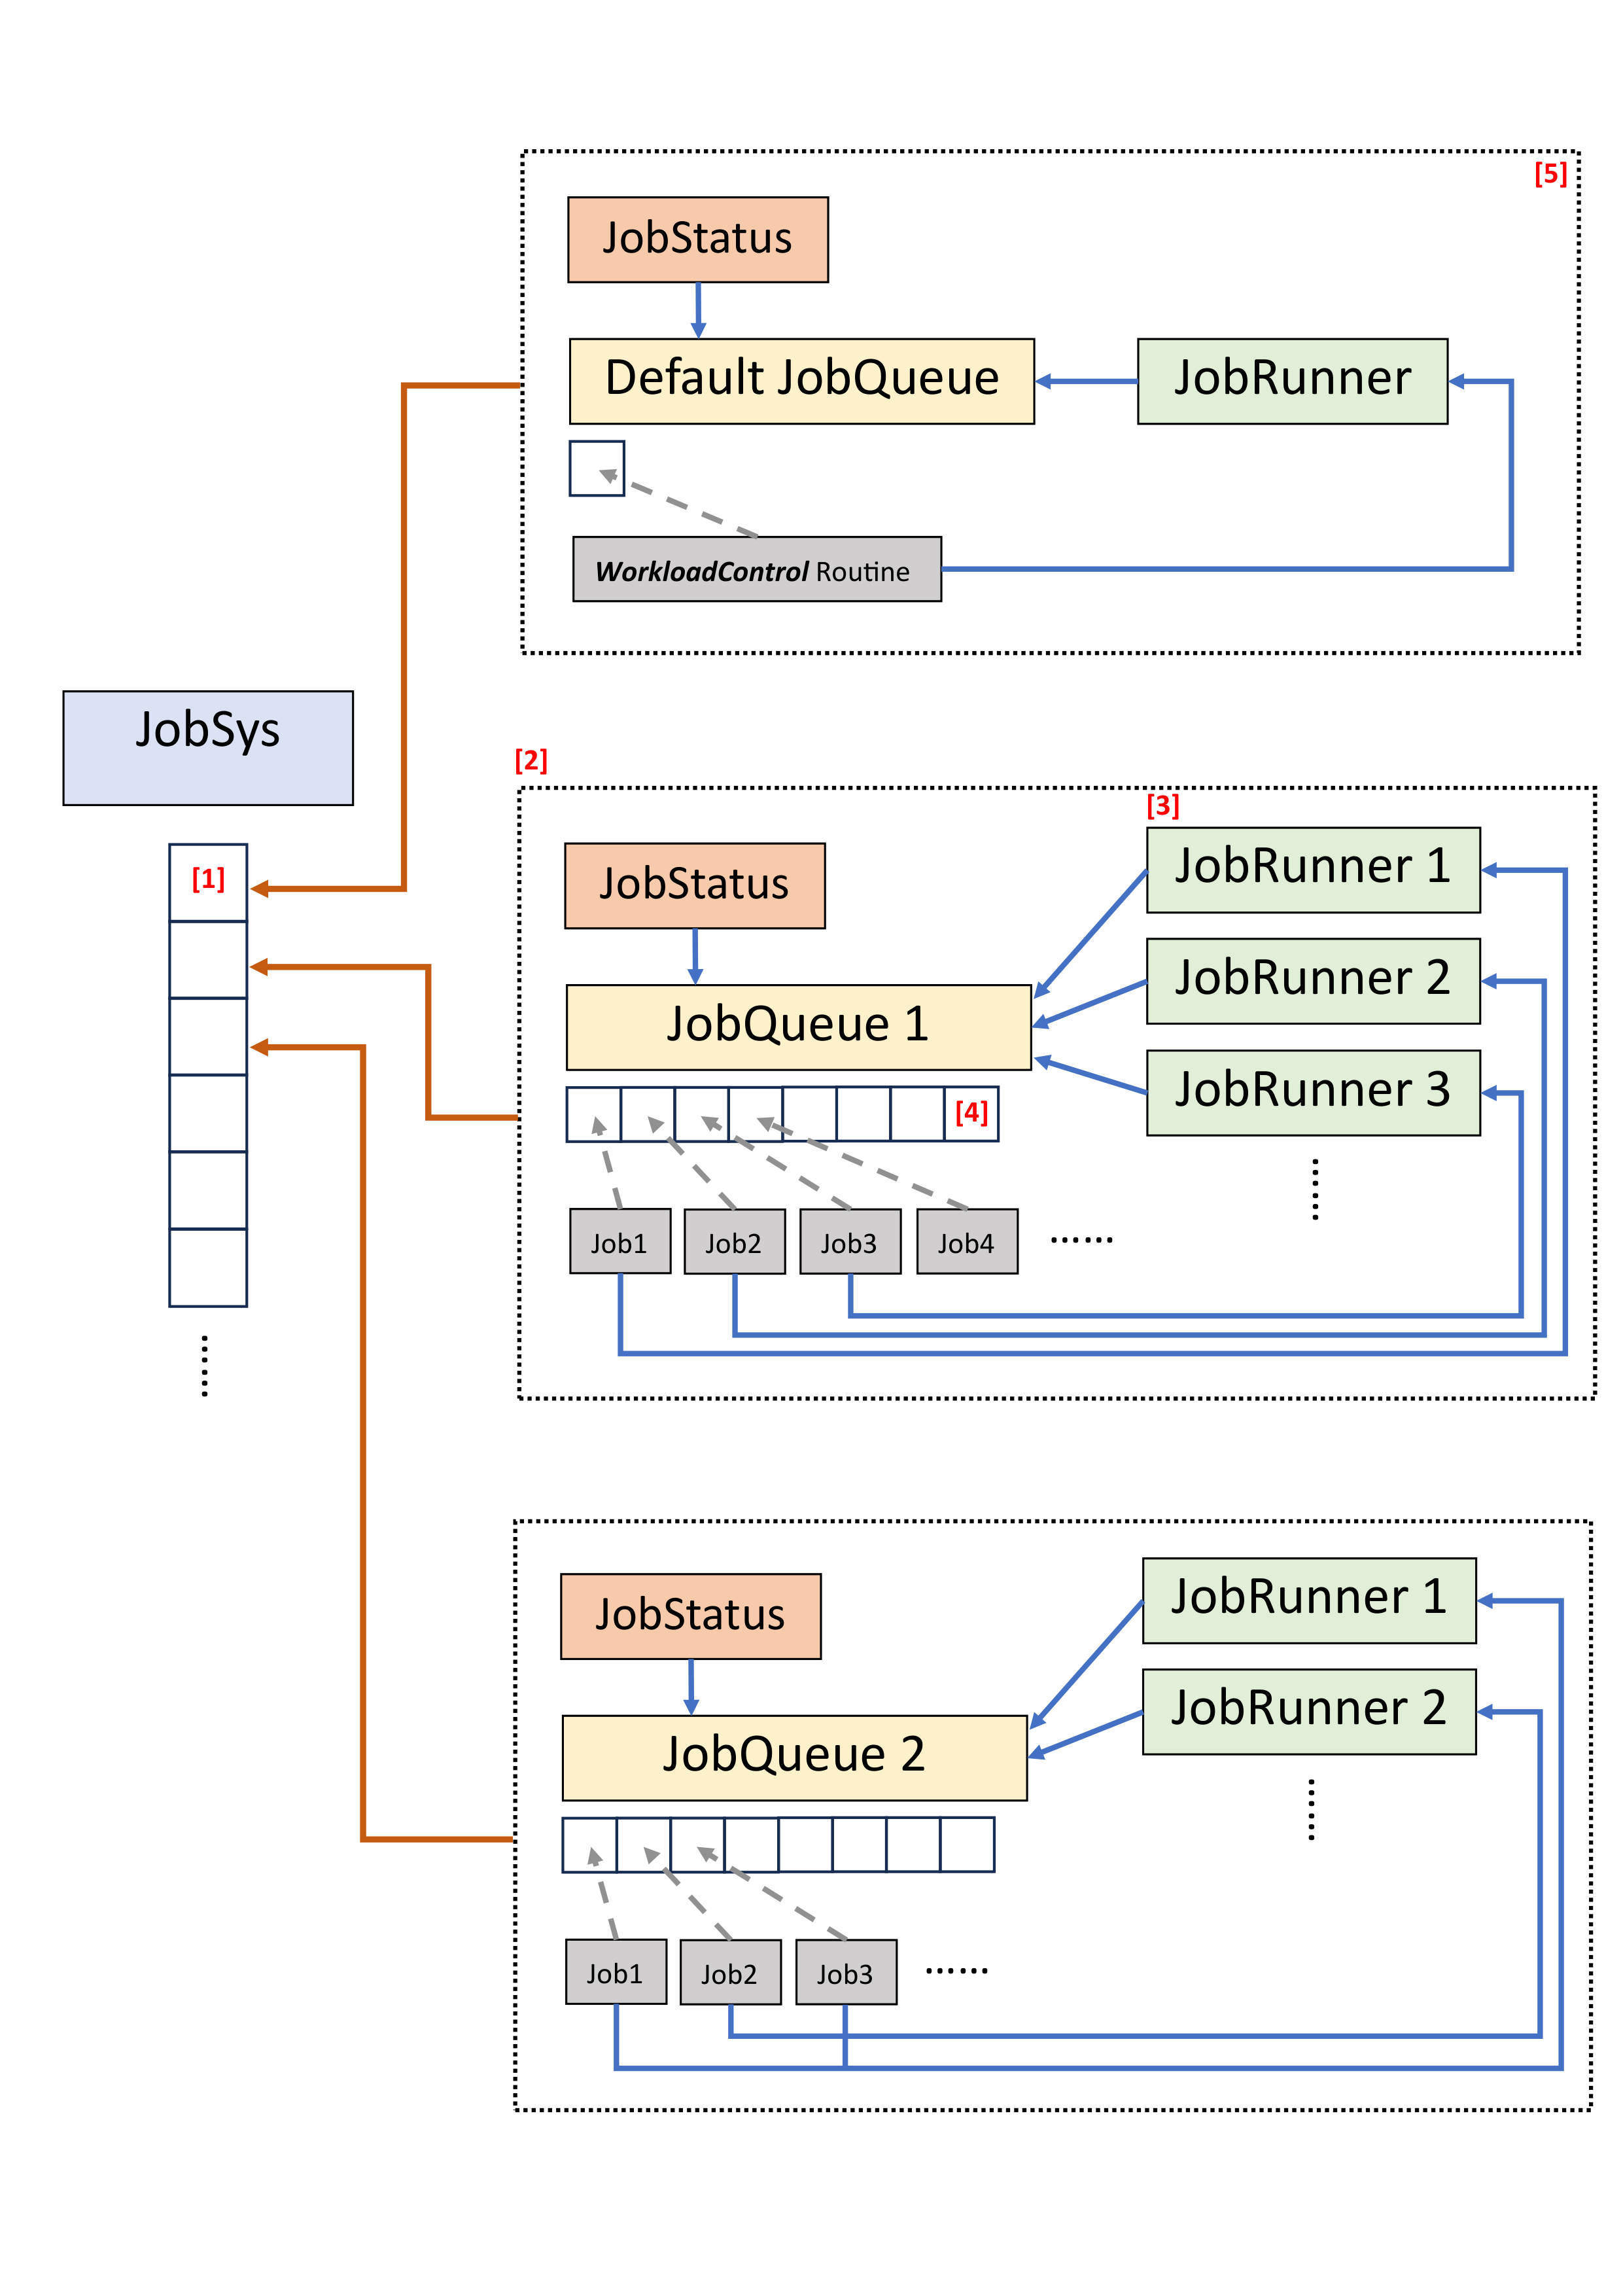 [5]
JobStatus
Default JobQueue
JobRunner
WorkloadControl Routine
JobSys
[1]
[2]
[3]
JobStatus
JobRunner 1
JobRunner 2
JobQueue 1
JobRunner 3
[4]
Job1
Job2
Job3
Job4
......
......
......
JobStatus
JobRunner 1
JobRunner 2
JobQueue 2
......
Job1
Job2
Job3
......